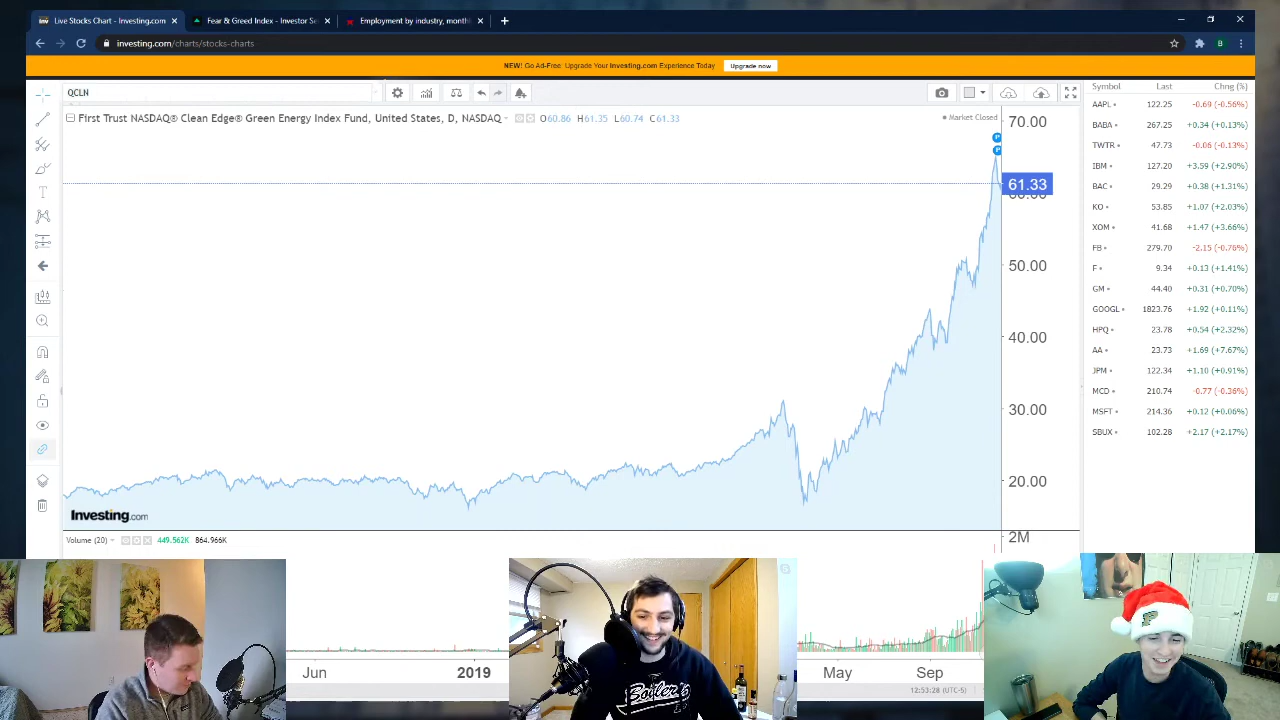 Live Stocks Chart - Investing.com
Fear & Greed Index - Investor Se
Employment by industry, month
investing.com/charts/stocks-charts
B
NEW! Go Ad-Free: Upgrade Your Investing.com Experience Today
Upgrade now
QCLN
First Trust NASDAQ® Clean Edge® Green Energy Index Fund, United States, D, NASDAQ
O60.86 H61.35 L60.74 C61.33
Market Closed
70.00
61.33
60.00
50.00
40.00
30.00
20.00
2M
P
P
Investing.com
Volume (20)
449.562K 864.966K
Symbol Last Chng (%)
AAPL 122.25 -0.69 (-0.56%)
BABA 267.25 +0.34 (+0.13%)
TWTR 47.73 -0.06 (-0.13%)
IBM 127.20 +3.59 (+2.90%)
BAC 29.29 +0.38 (+1.31%)
KO 53.85 +1.07 (+2.03%)
XOM 41.68 +1.47 (+3.66%)
FB 279.70 -2.15 (-0.76%)
F 9.34 +0.13 (+1.41%)
GM 44.40 +0.31 (+0.70%)
GOOGL 1823.76 +1.92 (+0.11%)
HPQ 23.78 +0.54 (+2.32%)
AA 23.73 +1.69 (+7.67%)
JPM 122.34 +1.10 (+0.91%)
MCD 210.74 -0.77 (-0.36%)
MSFT 214.36 +0.12 (+0.06%)
SBUX 102.28 +2.17 (+2.17%)
Jun 2019 May Sep
12:53:28 (UTC-5)